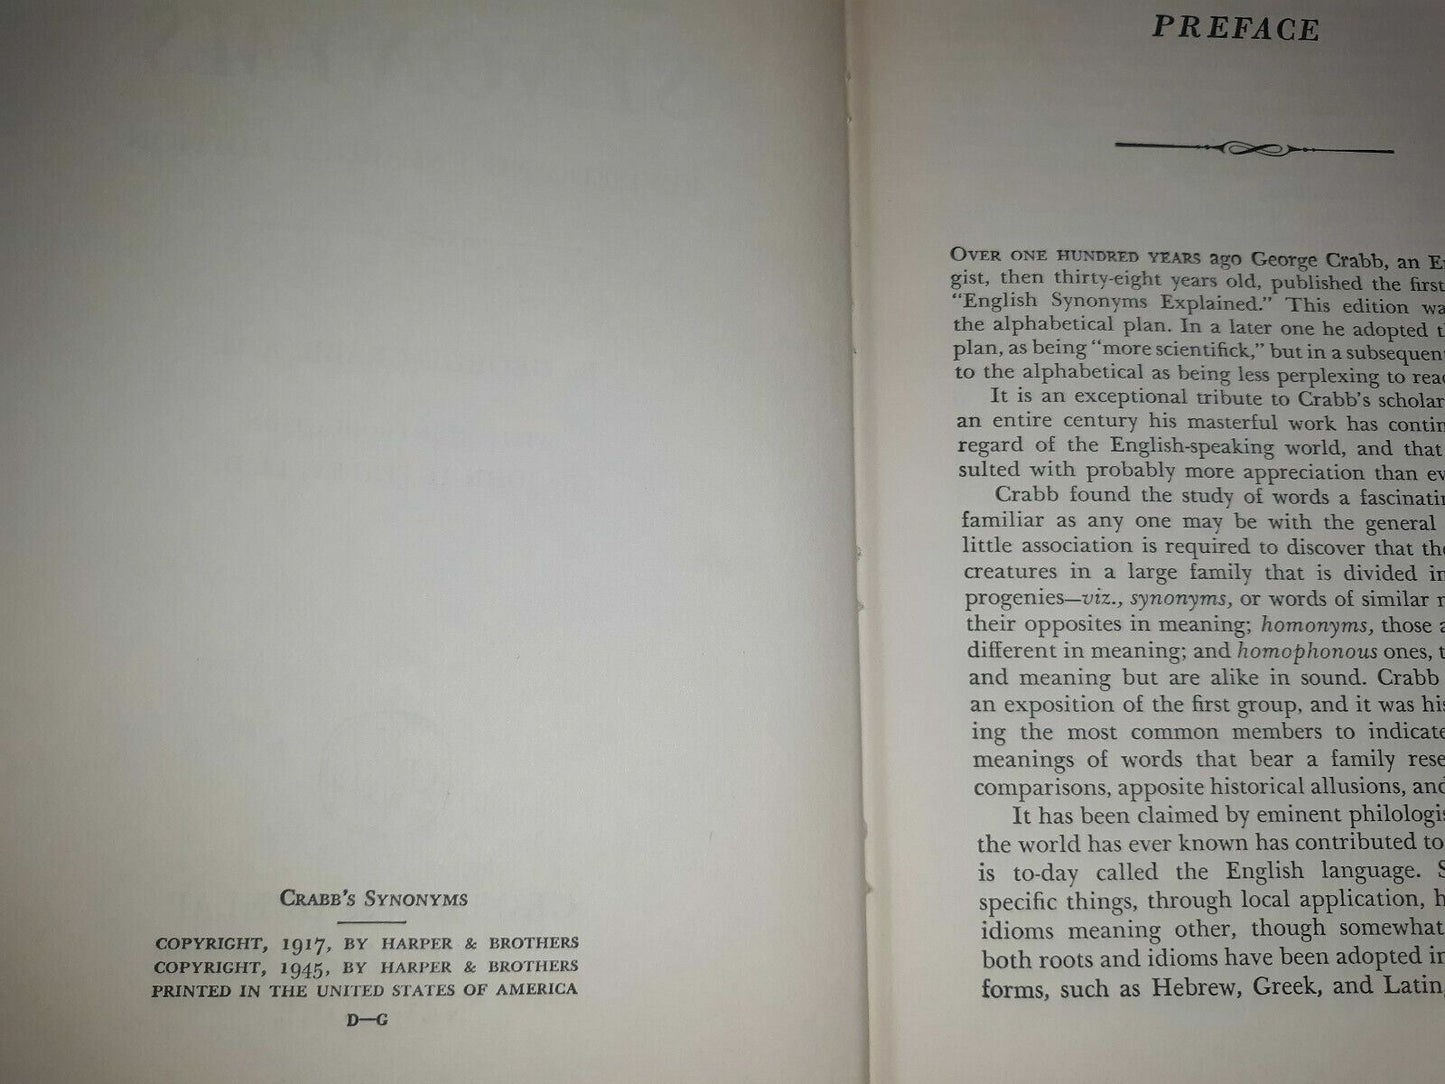 CRABB'S SYNONYMS
COPYRIGHT, 1917, BY HARPER & BROTHERS
COPYRIGHT, 1945, BY HARPER & BROTHERS
PRINTED IN THE UNITED STATES OF AMERICA
D—G
PREFACE
OVER ONE HUNDRED YEARS ago George Crabb, an
gist, then thirty-eight years old, published the first
"English Synonyms Explained." This edition
the alphabetical plan. In a later one he adopted
plan, as being "more scientifick," but in a subsequent
to the alphabetical as being less perplexing to
It is an exceptional tribute to Crabb's
an entire century his masterful work has
regard of the English-speaking world, and that
sulted with probably more appreciation than
Crabb found the study of words a
familiar as any one may be with the general
little association is required to discover that
creatures in a large family that is divided
progenies—viz., synonyms, or words of similar
their opposites in meaning; homonyms, those
different in meaning; and homophonous ones,
and meaning but are alike in sound. Crabb
an exposition of the first group, and it was his
ing the most common members to indicate
meanings of words that bear a family
comparisons, apposite historical allusions, and
It has been claimed by eminent
the world has ever known has contributed to
is to-day called the English language.
specific things, through local application,
idioms meaning other, though somewhat
both roots and idioms have been adopted
forms, such as Hebrew, Greek, and Latin,